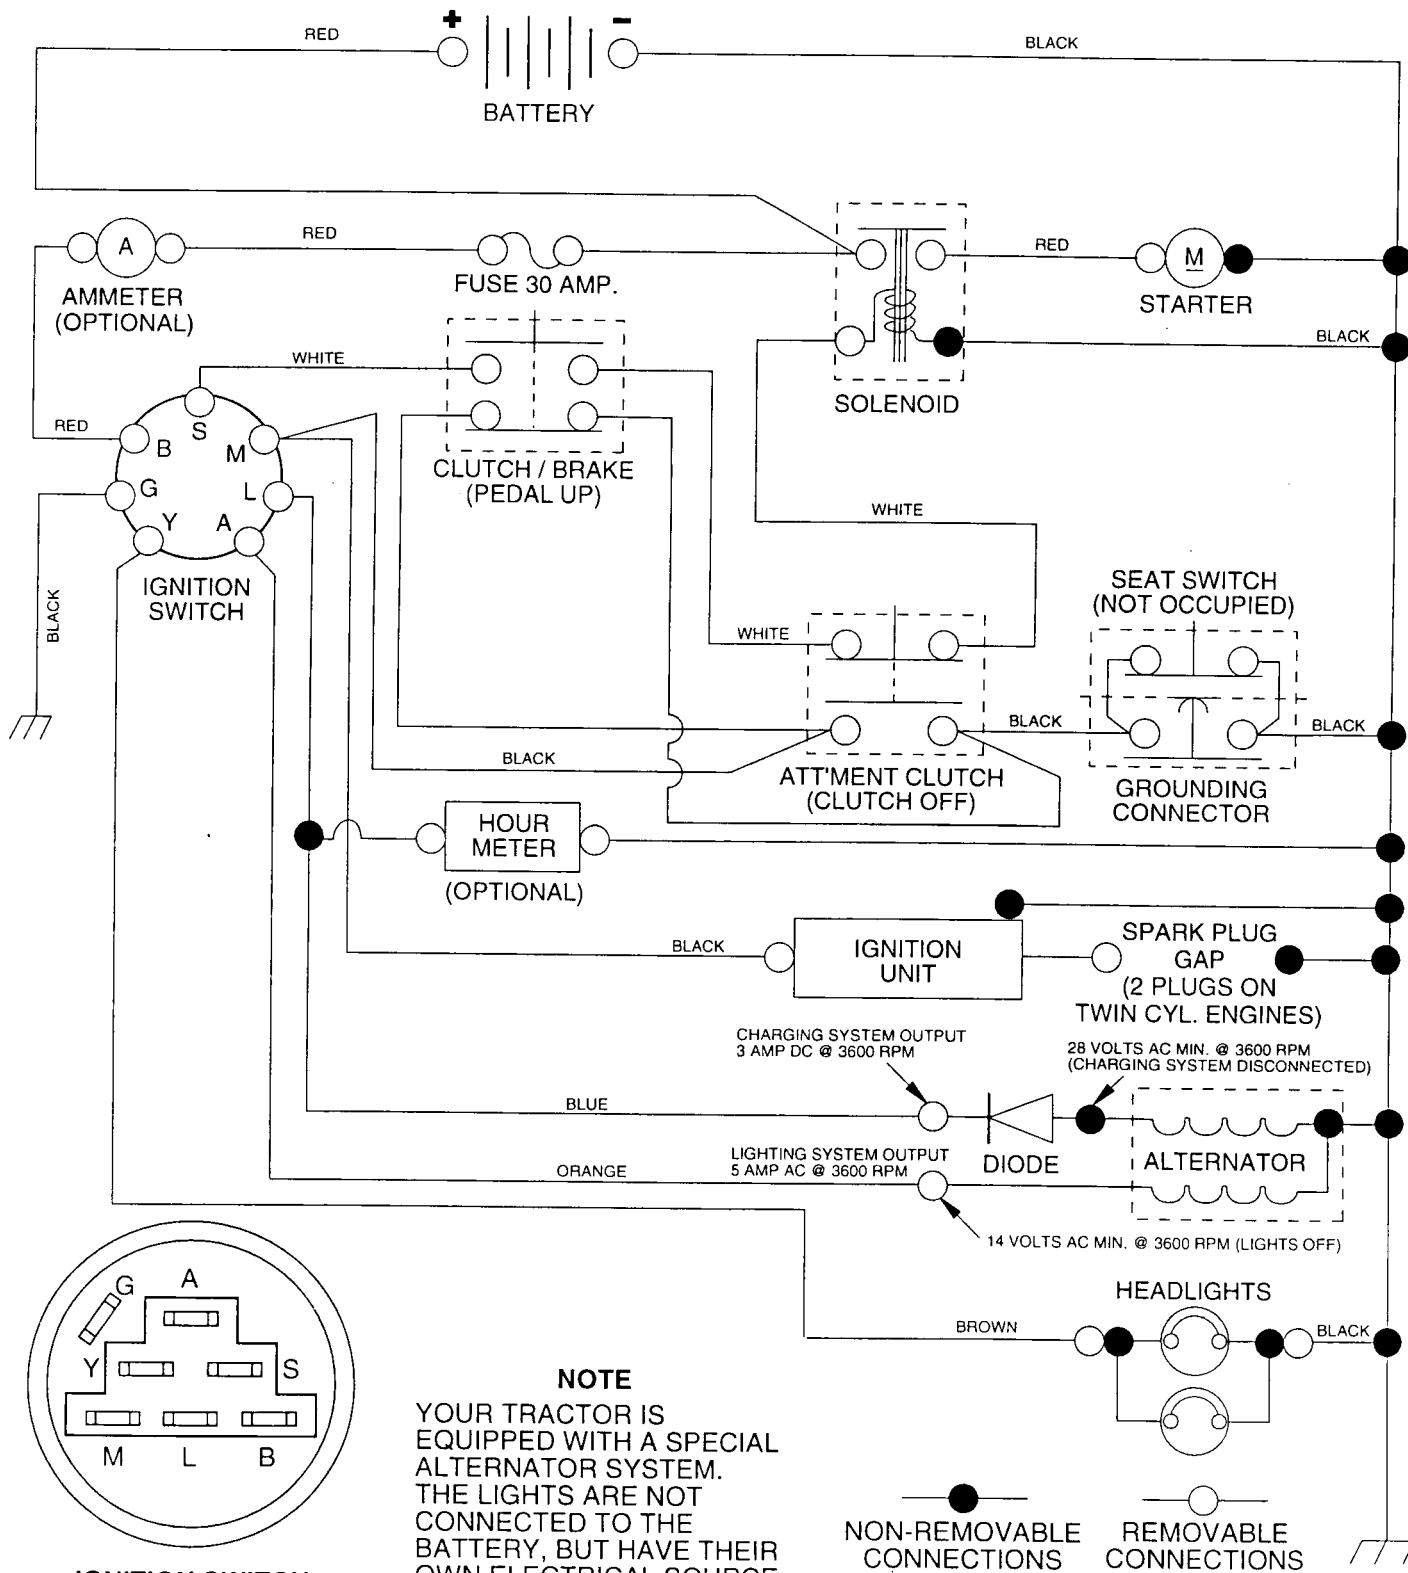 +
−
RED
BLACK
BATTERY
A
RED
FUSE 30 AMP.
RED
M
STARTER
AMMETER
(OPTIONAL)
WHITE
BLACK
SOLENOID
RED
S
B
M
G
L
Y
A
CLUTCH / BRAKE
(PEDAL UP)
WHITE
IGNITION
SWITCH
BLACK
SEAT SWITCH
(NOT OCCUPIED)
WHITE
BLACK
BLACK
BLACK
ATT'MENT CLUTCH
(CLUTCH OFF)
GROUNDING
CONNECTOR
HOUR
METER
(OPTIONAL)
BLACK
IGNITION
UNIT
SPARK PLUG
GAP
(2 PLUGS ON
TWIN CYL. ENGINES)
CHARGING SYSTEM OUTPUT
3 AMP DC @ 3600 RPM
28 VOLTS AC MIN. @ 3600 RPM
(CHARGING SYSTEM DISCONNECTED)
BLUE
DIODE
ALTERNATOR
LIGHTING SYSTEM OUTPUT
5 AMP AC @ 3600 RPM
ORANGE
14 VOLTS AC MIN. @ 3600 RPM (LIGHTS OFF)
HEADLIGHTS
BROWN
BLACK
G
A
Y
S
M
L
B
IGNITION SWITCH
NOTE
YOUR TRACTOR IS
EQUIPPED WITH A SPECIAL
ALTERNATOR SYSTEM.
THE LIGHTS ARE NOT
CONNECTED TO THE
BATTERY, BUT HAVE THEIR
OWN ELECTRICAL SOURCE
NON-REMOVABLE
CONNECTIONS
REMOVABLE
CONNECTIONS